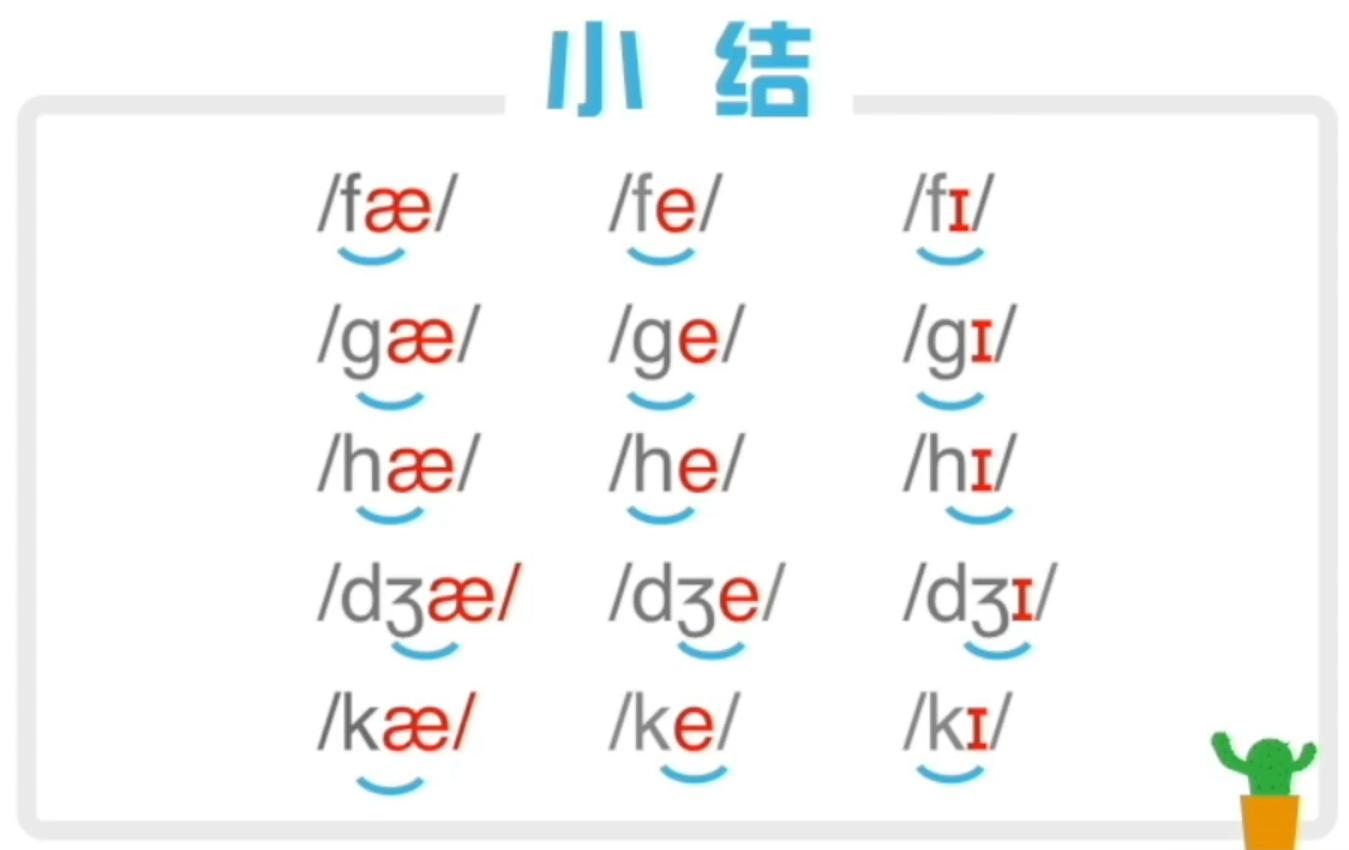 小结
/fæ/ /fe/ /fɪ/
/gæ/ /ge/ /gɪ/
/hæ/ /he/ /hɪ/
/dʒæ/ /dʒe/ /dʒɪ/
/kæ/ /ke/ /kɪ/